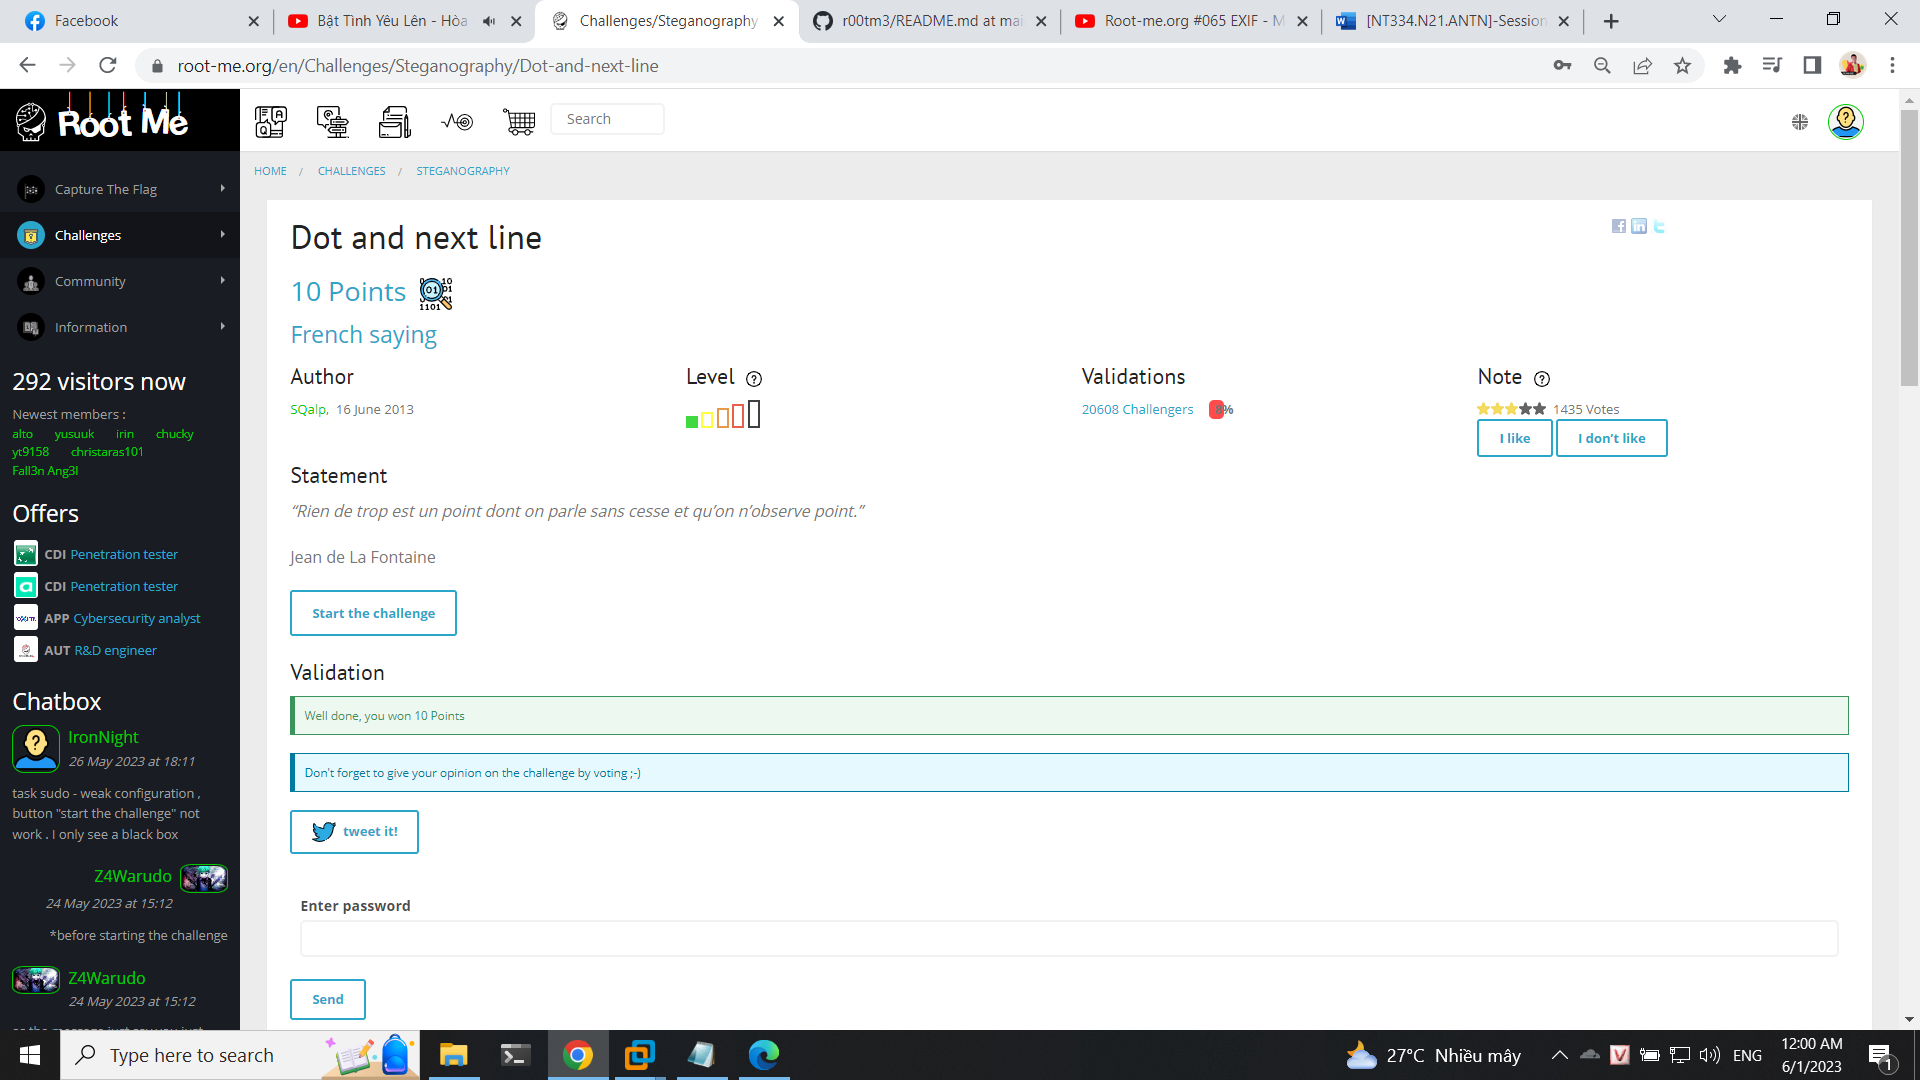 Facebook
Bật Tình Yêu Lên - Hòa
Challenges/Steganography
r00tm3/README.md at mai
Root-me.org #065 EXIF - M
[NT334.N21.ANTN]-Session
root-me.org/en/Challenges/Steganography/Dot-and-next-line
Root Me
Search
Capture The Flag
Challenges
Community
Information
292 visitors now
Newest members :
alto yusuuk irin chucky
yt9158 christaras101
Fall3n Ang3l
Offers
CDI Penetration tester
CDI Penetration tester
APP Cybersecurity analyst
AUT R&D engineer
Chatbox
IronNight
26 May 2023 at 18:11
task sudo - weak configuration ,
button "start the challenge" not
work . I only see a black box
Z4Warudo
24 May 2023 at 15:12
*before starting the challenge
Z4Warudo
24 May 2023 at 15:12
HOME / CHALLENGES / STEGANOGRAPHY
Dot and next line
10 Points
French saying
Author
SQalp, 16 June 2013
Level
Validations
20608 Challengers 8%
Note
1435 Votes
I like
I don’t like
Statement
“Rien de trop est un point dont on parle sans cesse et qu’on n’observe point.”
Jean de La Fontaine
Start the challenge
Validation
Well done, you won 10 Points
Don't forget to give your opinion on the challenge by voting ;-)
tweet it!
Enter password
Send
Type here to search
27°C Nhiều mây
ENG
12:00 AM
6/1/2023
1